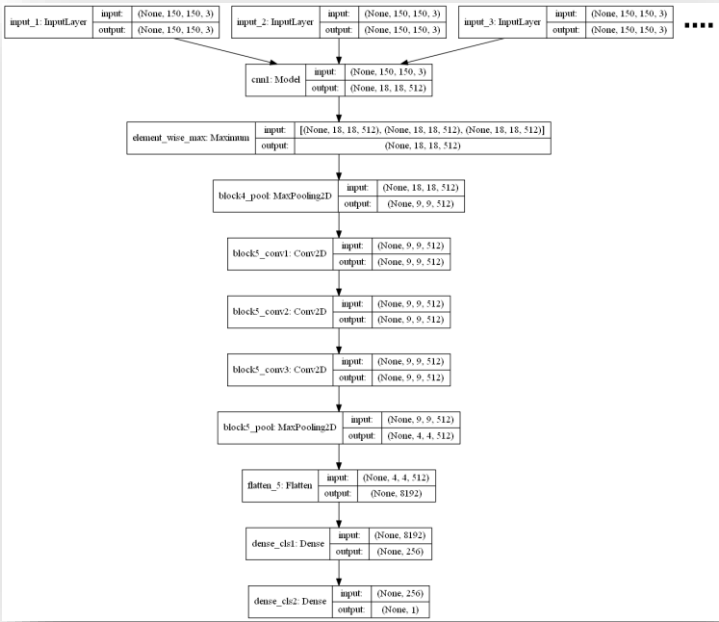 input_1: InputLayer input: (None, 150, 150, 3) output: (None, 150, 150, 3)
input_2: InputLayer input: (None, 150, 150, 3) output: (None, 150, 150, 3)
input_3: InputLayer input: (None, 150, 150, 3) output: (None, 150, 150, 3)
cnn1: Model input: (None, 150, 150, 3) output: (None, 18, 18, 512)
element_wise_max: Maximum input: [(None, 18, 18, 512), (None, 18, 18, 512), (None, 18, 18, 512)] output: (None, 18, 18, 512)
block4_pool: MaxPooling2D input: (None, 18, 18, 512) output: (None, 9, 9, 512)
block5_conv1: Conv2D input: (None, 9, 9, 512) output: (None, 9, 9, 512)
block5_conv2: Conv2D input: (None, 9, 9, 512) output: (None, 9, 9, 512)
block5_conv3: Conv2D input: (None, 9, 9, 512) output: (None, 9, 9, 512)
block5_pool: MaxPooling2D input: (None, 9, 9, 512) output: (None, 4, 4, 512)
flatten_5: Flatten input: (None, 4, 4, 512) output: (None, 8192)
dense_cls1: Dense input: (None, 8192) output: (None, 256)
dense_cls2: Dense input: (None, 256) output: (None, 1)